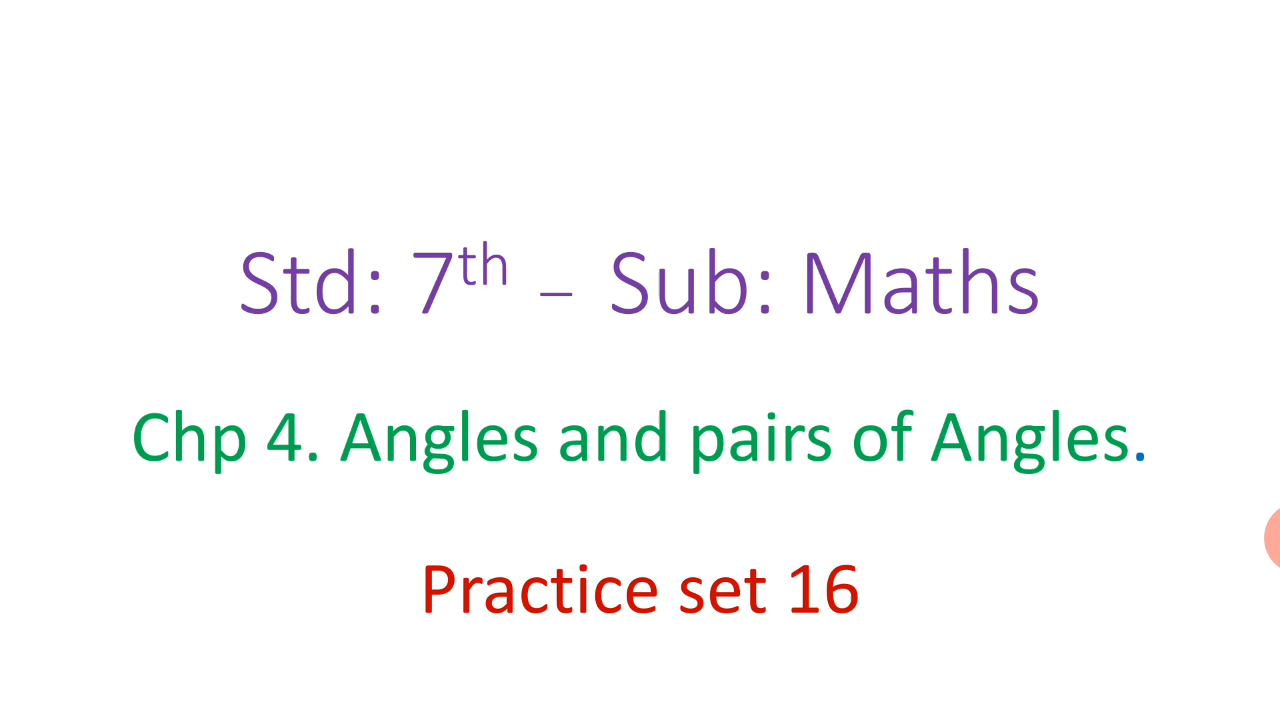 Std: 7th – Sub: Maths
Chp 4. Angles and pairs of Angles.
Practice set 16